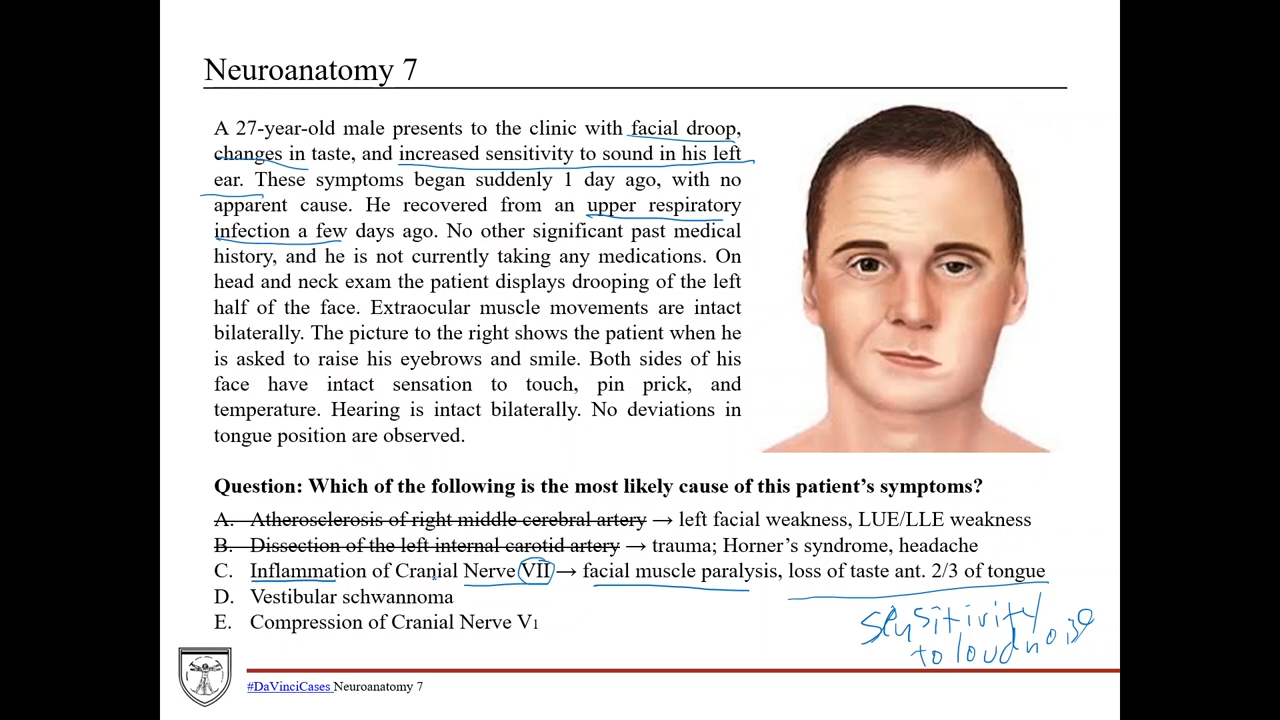 Neuroanatomy 7
A 27-year-old male presents to the clinic with facial droop,
changes in taste, and increased sensitivity to sound in his left
ear. These symptoms began suddenly 1 day ago, with no
apparent cause. He recovered from an upper respiratory
infection a few days ago. No other significant past medical
history, and he is not currently taking any medications. On
head and neck exam the patient displays drooping of the left
half of the face. Extraocular muscle movements are intact
bilaterally. The picture to the right shows the patient when he
is asked to raise his eyebrows and smile. Both sides of his
face have intact sensation to touch, pin prick, and
temperature. Hearing is intact bilaterally. No deviations in
tongue position are observed.
Question: Which of the following is the most likely cause of this patient's symptoms?
A. Atherosclerosis of right middle cerebral artery → left facial weakness, LUE/LLE weakness
B. Dissection of the left internal carotid artery → trauma; Horner's syndrome, headache
C. Inflammation of Cranial Nerve VII → facial muscle paralysis, loss of taste ant. 2/3 of tongue
D. Vestibular schwannoma
E. Compression of Cranial Nerve V1
sensitivity
to loud noise
#DaVinciCases Neuroanatomy 7